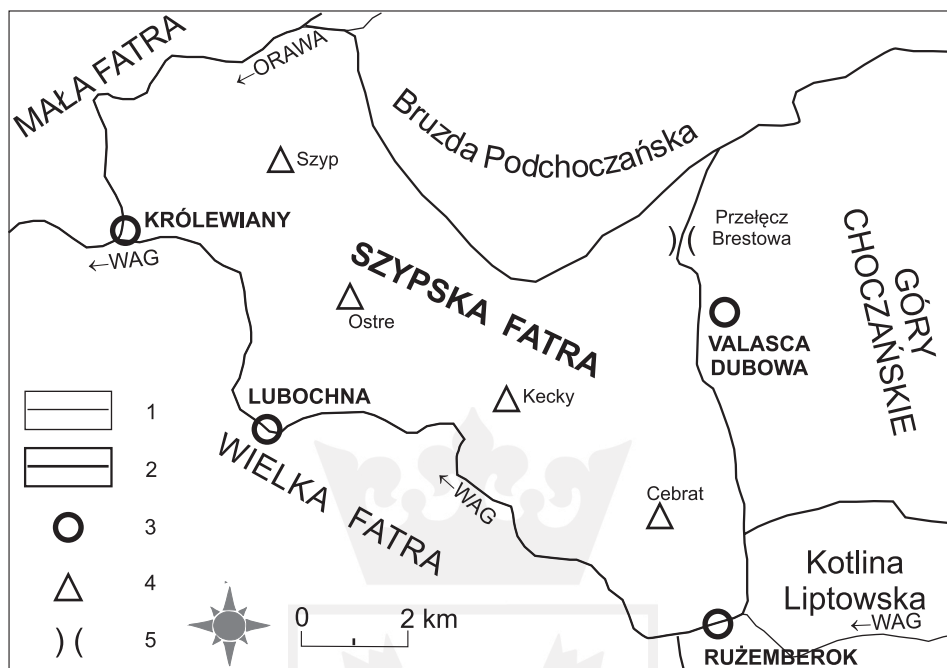 MAŁA FATRA
←ORAWA
Bruzda Podchoczańska
Szyp
KRÓLEWIANY
←WAG
Przełęcz
Brestowa
SZYPSKA FATRA
GÓRY
CHOCZAŃSKIE
Ostre
VALASCA
DUBOWA
LUBOCHNA
Kecky
WIELKA FATRA
←WAG
Cebrat
1
2
3
4
5
0 2 km
Kotlina
Liptowska
←WAG
RUŻEMBEROK